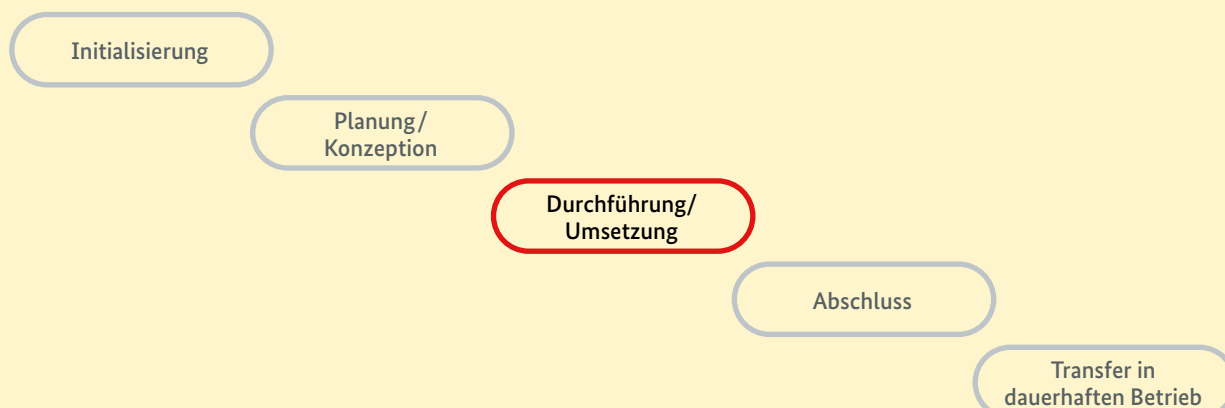 Initialisierung
Planung/
Konzeption
Durchführung/
Umsetzung
Abschluss
Transfer in
dauerhaften Betrieb